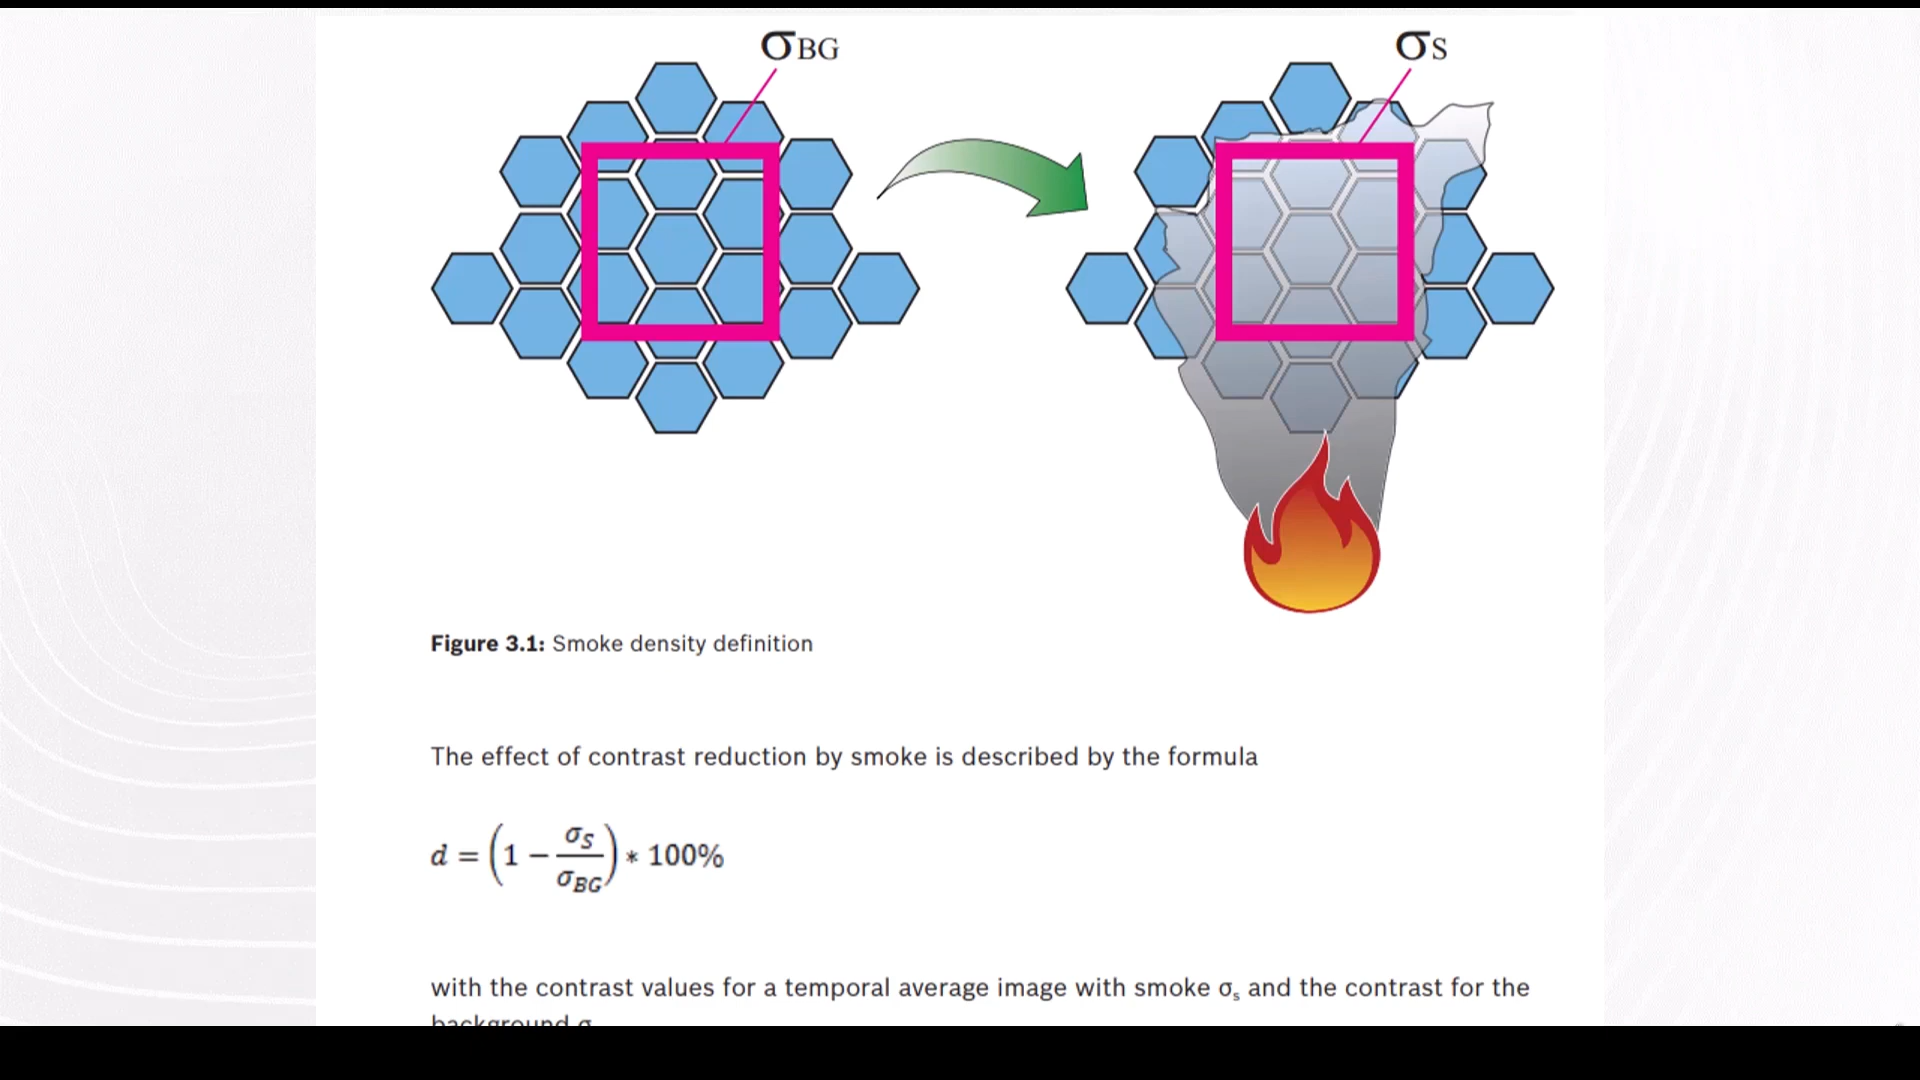 σBG
σS
Figure 3.1: Smoke density definition
The effect of contrast reduction by smoke is described by the formula
d = (1 − σS/σBG) * 100%
with the contrast values for a temporal average image with smoke σs and the contrast for the
background σ